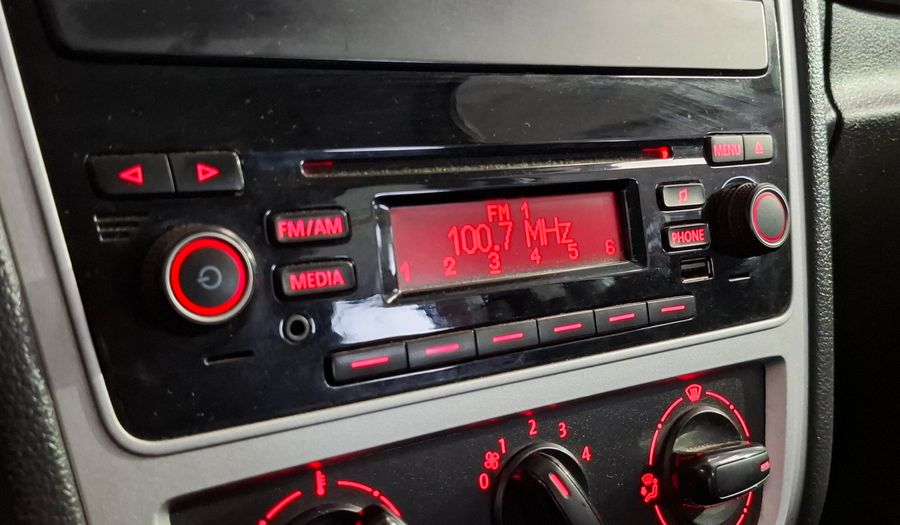 MENU
FM/AM
FM 1
100.7 MHz
1 2 3 4 5 6
PHONE
MEDIA
0 1 2 3 4